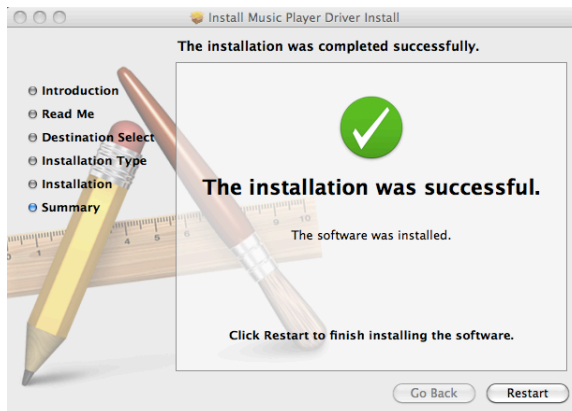 Install Music Player Driver Install
The installation was completed successfully.
Introduction
Read Me
Destination Select
Installation Type
Installation
Summary
The installation was successful.
The software was installed.
Click Restart to finish installing the software.
Go Back
Restart